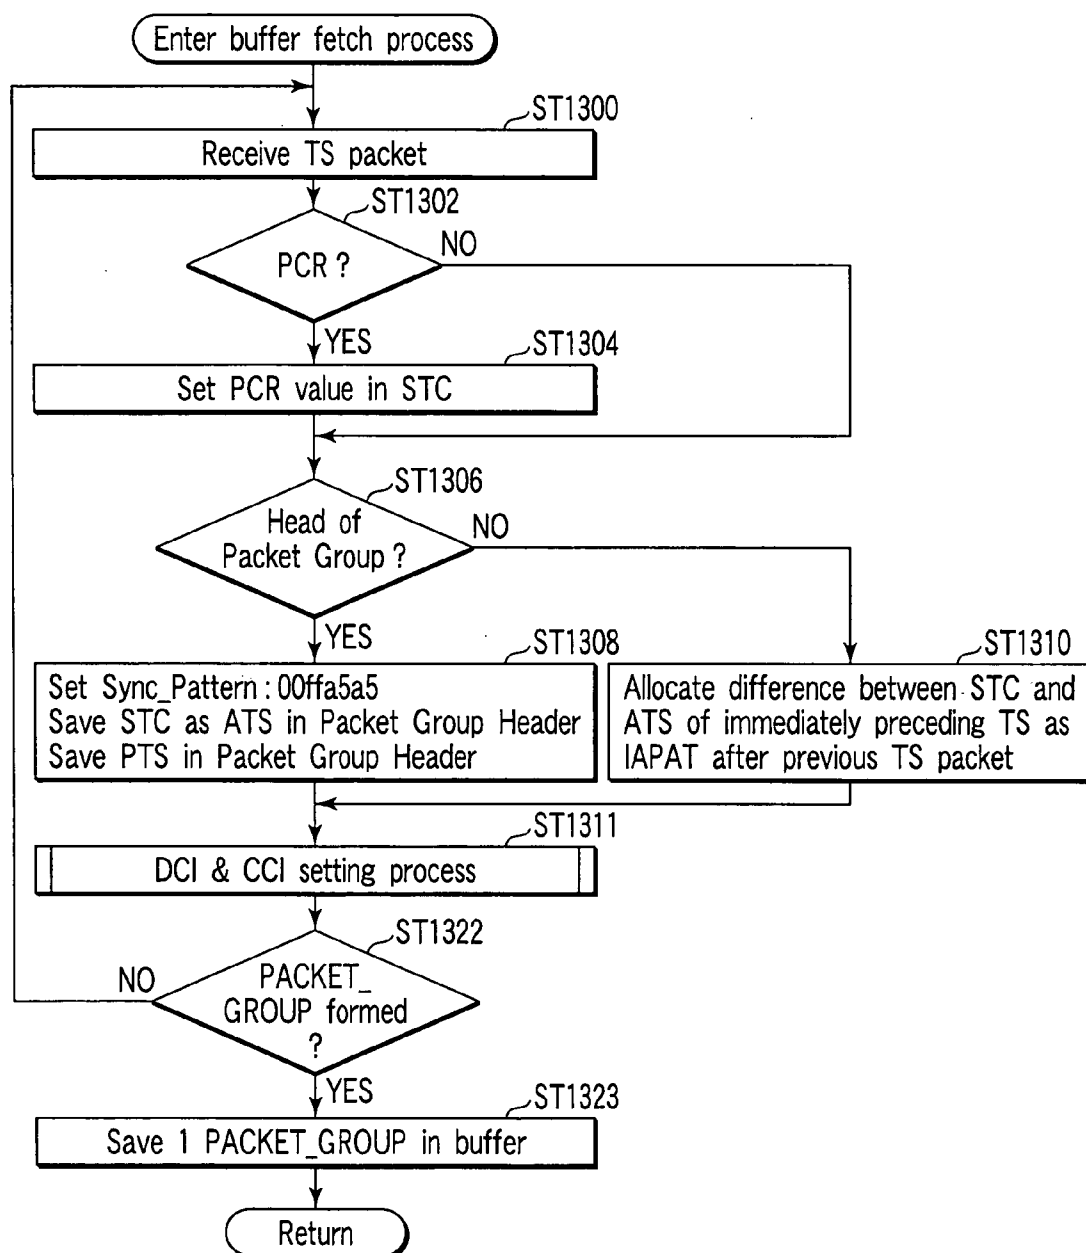 Enter buffer fetch process
ST1300
Receive TS packet
ST1302
PCR ?
NO
YES
ST1304
Set PCR value in STC
ST1306
Head of
Packet Group ?
NO
YES
ST1308
Set Sync_Pattern : 00ffa5a5
Save STC as ATS in Packet Group Header
Save PTS in Packet Group Header
ST1310
Allocate difference between STC and
ATS of immediately preceding TS as
IAPAT after previous TS packet
ST1311
DCI & CCI setting process
ST1322
PACKET_
GROUP formed
?
NO
YES
ST1323
Save 1 PACKET_GROUP in buffer
Return